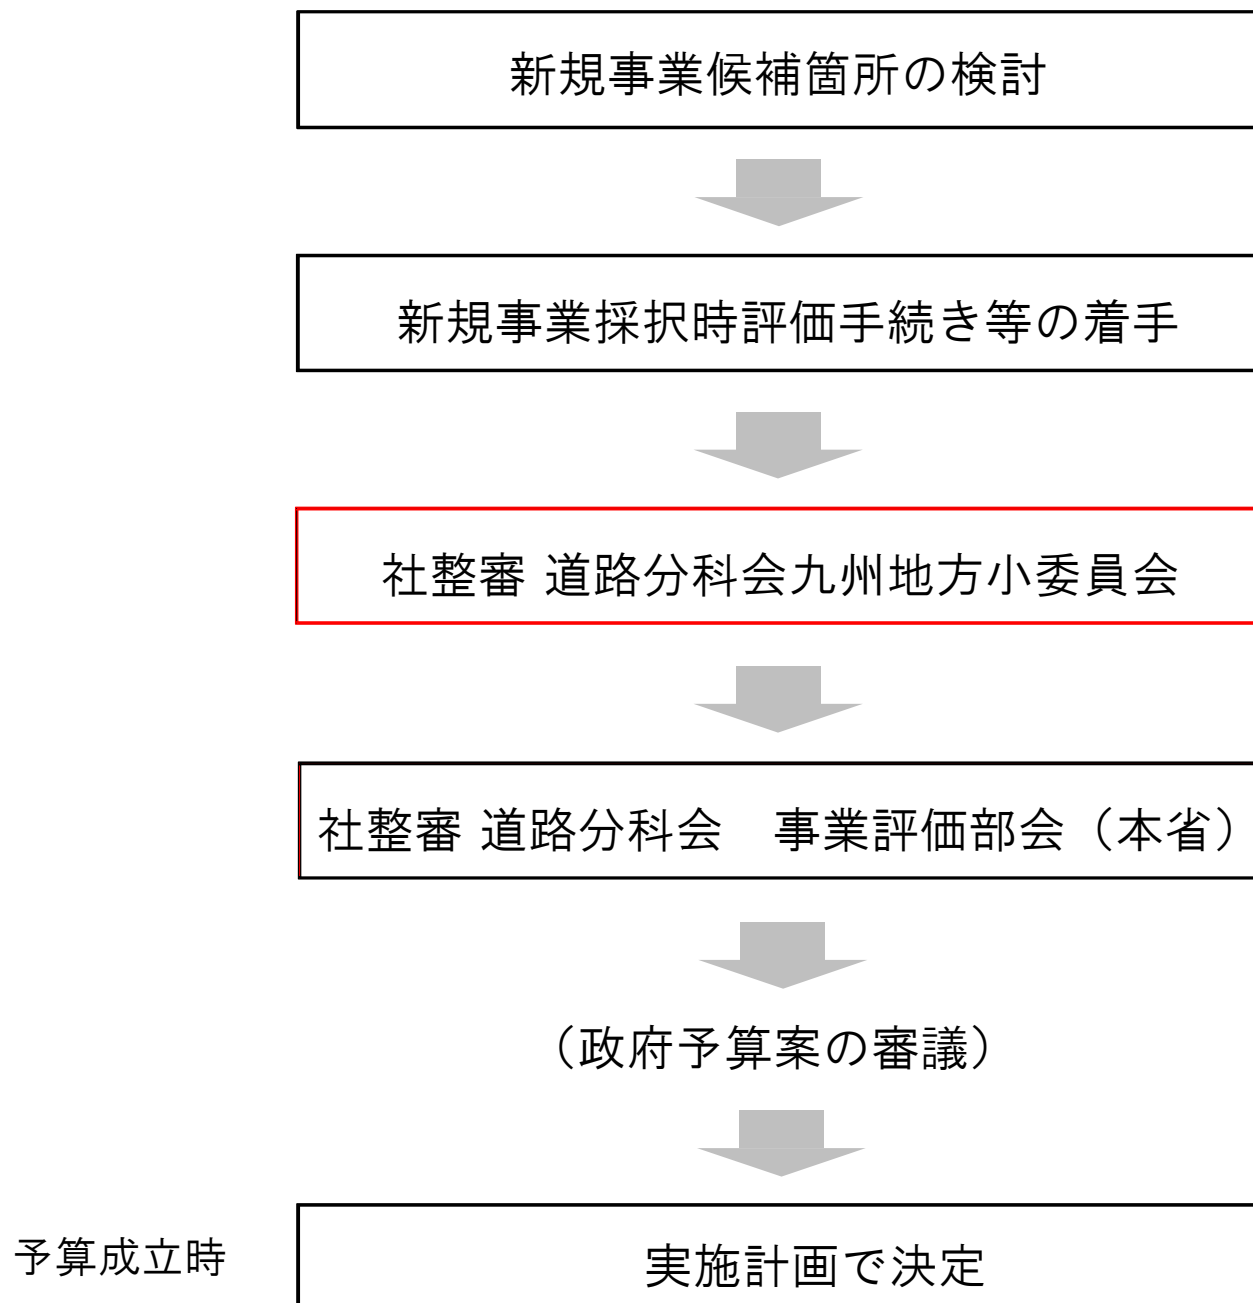 新規事業候補箇所の検討
新規事業採択時評価手続き等の着手
社整審 道路分科会九州地方小委員会
社整審 道路分科会　事業評価部会（本省）
（政府予算案の審議）
予算成立時
実施計画で決定